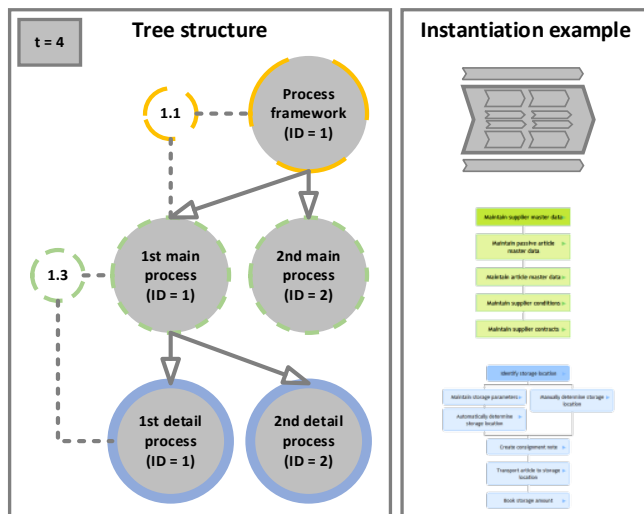 t = 4
Tree structure
Process
framework
(ID = 1)
1.1
1st main
process
(ID = 1)
2nd main
process
(ID = 2)
1.3
1st detail
process
(ID = 1)
2nd detail
process
(ID = 2)
Instantiation example
Maintain supplier master data
Maintain passive article
master data
Maintain article master data
Maintain supplier conditions
Maintain supplier contracts
Identify storage location
Maintain storage parameters
Manually determine storage
location
Automatically determine
storage location
Create consignment note
Transport article to storage
location
Book storage amount